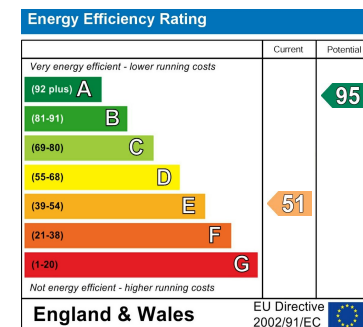 Energy Efficiency Rating
Current Potential
Very energy efficient - lower running costs
(92 plus) A
95
(81-91) B
(69-80) C
(55-68) D
(39-54) E
51
(21-38) F
(1-20) G
Not energy efficient - higher running costs
England & Wales
EU Directive
2002/91/EC